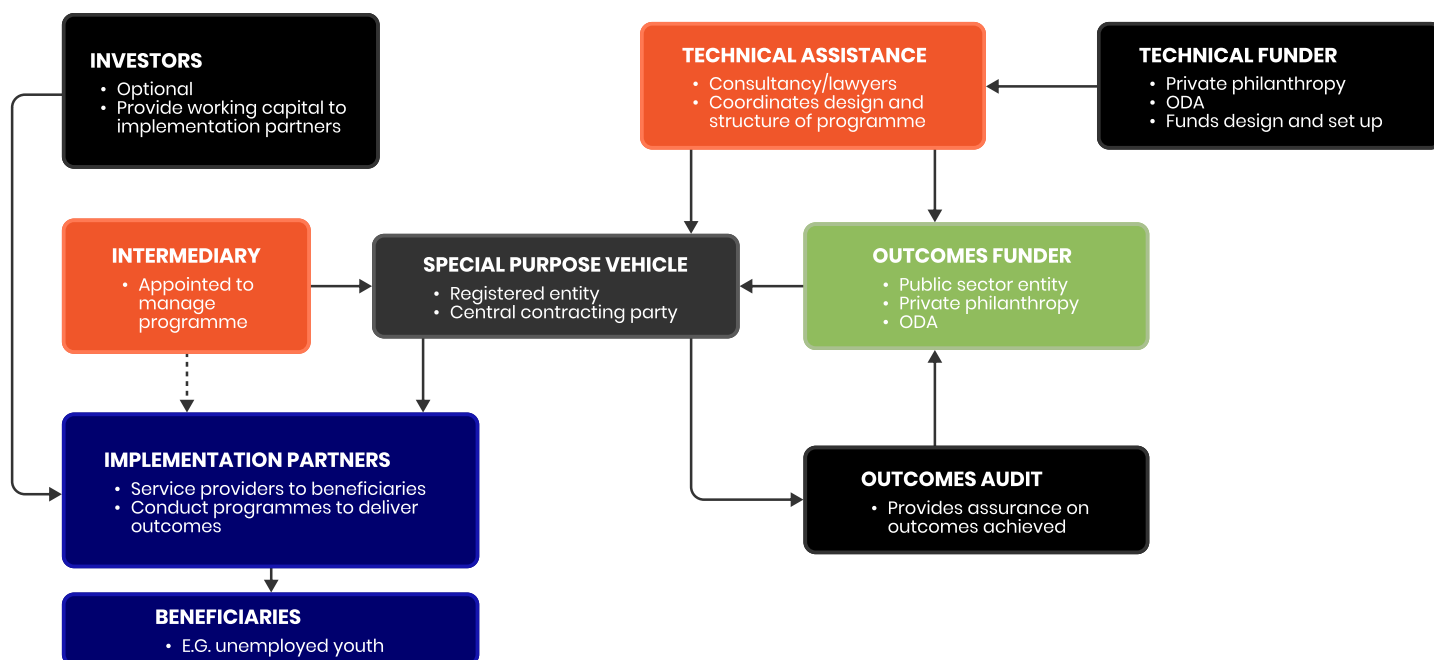 INVESTORS
• Optional
• Provide working capital to
implementation partners
TECHNICAL ASSISTANCE
• Consultancy/lawyers
• Coordinates design and
structure of programme
TECHNICAL FUNDER
• Private philanthropy
• ODA
• Funds design and set up
INTERMEDIARY
• Appointed to
manage
programme
SPECIAL PURPOSE VEHICLE
• Registered entity
• Central contracting party
OUTCOMES FUNDER
• Public sector entity
• Private philanthropy
• ODA
IMPLEMENTATION PARTNERS
• Service providers to beneficiaries
• Conduct programmes to deliver
outcomes
OUTCOMES AUDIT
• Provides assurance on
outcomes achieved
BENEFICIARIES
• E.G. unemployed youth